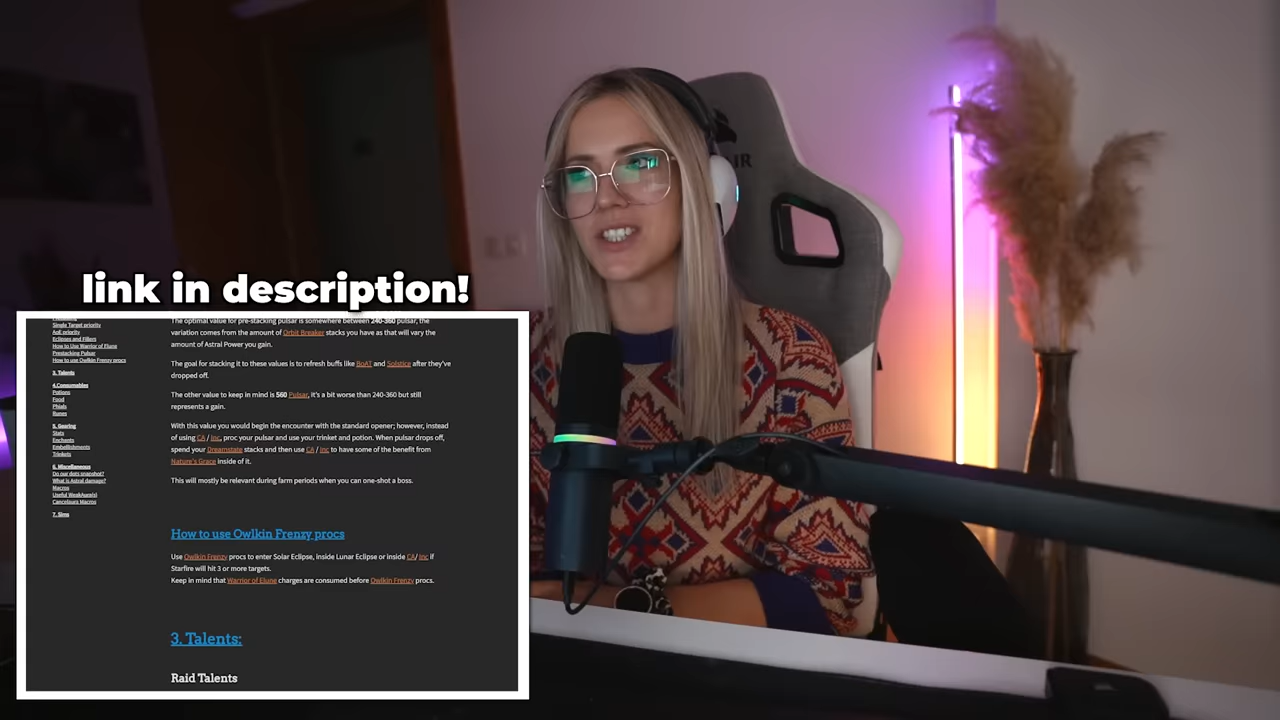 link in description!
Single Target priority
AoE priority
Eclipses and Fillers
How to Use Warrior of Elune
Prestacking Pulsar
How to use Owlkin Frenzy procs
3. Talents
4.Consumables
Potions
Food
Phials
Runes
5. Gearing
Stats
Enchants
Embellishments
Trinkets
6. Miscellaneous
Do our dots snapshot?
What is Astral damage?
Macros
Useful WeakAura(s)
Cancelaura Macros
7. Sims
The optimal value for pre-stacking pulsar is somewhere between 240-360 pulsar, the
variation comes from the amount of Orbit Breaker stacks you have as that will vary the
amount of Astral Power you gain.
The goal for stacking it to these values is to refresh buffs like BoAT and Solstice after they've
dropped off.
The other value to keep in mind is 560 Pulsar, it's a bit worse than 240-360 but still
represents a gain.
With this value you would begin the encounter with the standard opener; however, instead
of using CA / Inc, proc your pulsar and use your trinket and potion. When pulsar drops off,
spend your Dreamstate stacks and then use CA / Inc to have some of the benefit from
Nature's Grace inside of it.
This will mostly be relevant during farm periods when you can one-shot a boss.
How to use Owlkin Frenzy procs
Use Owlkin Frenzy procs to enter Solar Eclipse, Inside Lunar Eclipse or inside CA/ Inc if
Starfire will hit 3 or more targets.
Keep in mind that Warrior of Elune charges are consumed before Owlkin Frenzy procs.
3. Talents:
Raid Talents